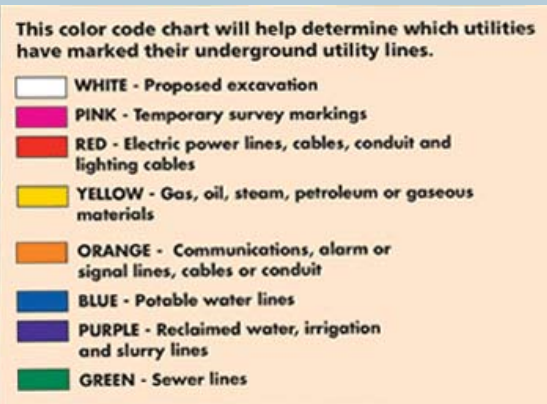 This color code chart will help determine which utilities
have marked their underground utility lines.
WHITE - Proposed excavation
PINK - Temporary survey markings
RED - Electric power lines, cables, conduit and
lighting cables
YELLOW - Gas, oil, steam, petroleum or gaseous
materials
ORANGE - Communications, alarm or
signal lines, cables or conduit
BLUE - Potable water lines
PURPLE - Reclaimed water, irrigation
and slurry lines
GREEN - Sewer lines